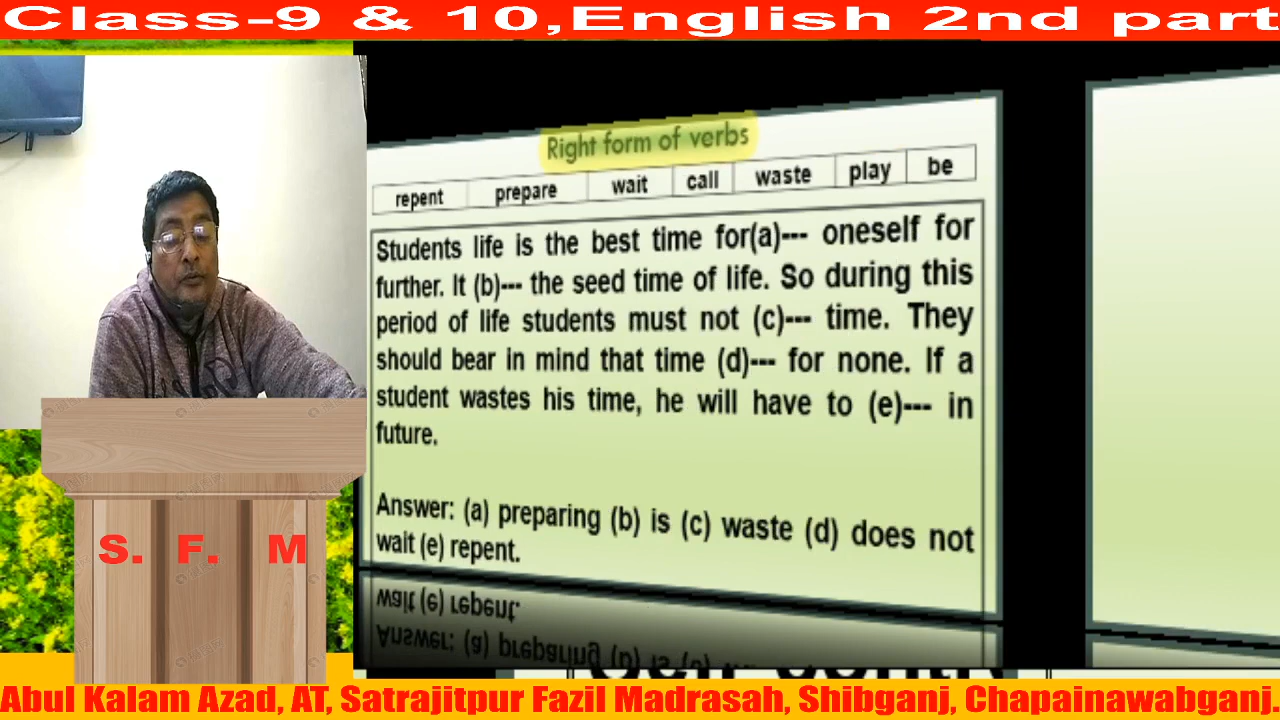 Class-9 & 10,English 2nd part
Right form of verbs
repent prepare wait call waste play be
Students life is the best time for(a)--- oneself for
further. It (b)--- the seed time of life. So during this
period of life students must not (c)--- time. They
should bear in mind that time (d)--- for none. If a
student wastes his time, he will have to (e)--- in
future.
Answer: (a) preparing (b) is (c) waste (d) does not
wait (e) repent.
S. F. M
Abul Kalam Azad, AT, Satrajitpur Fazil Madrasah, Shibganj, Chapainawabganj.